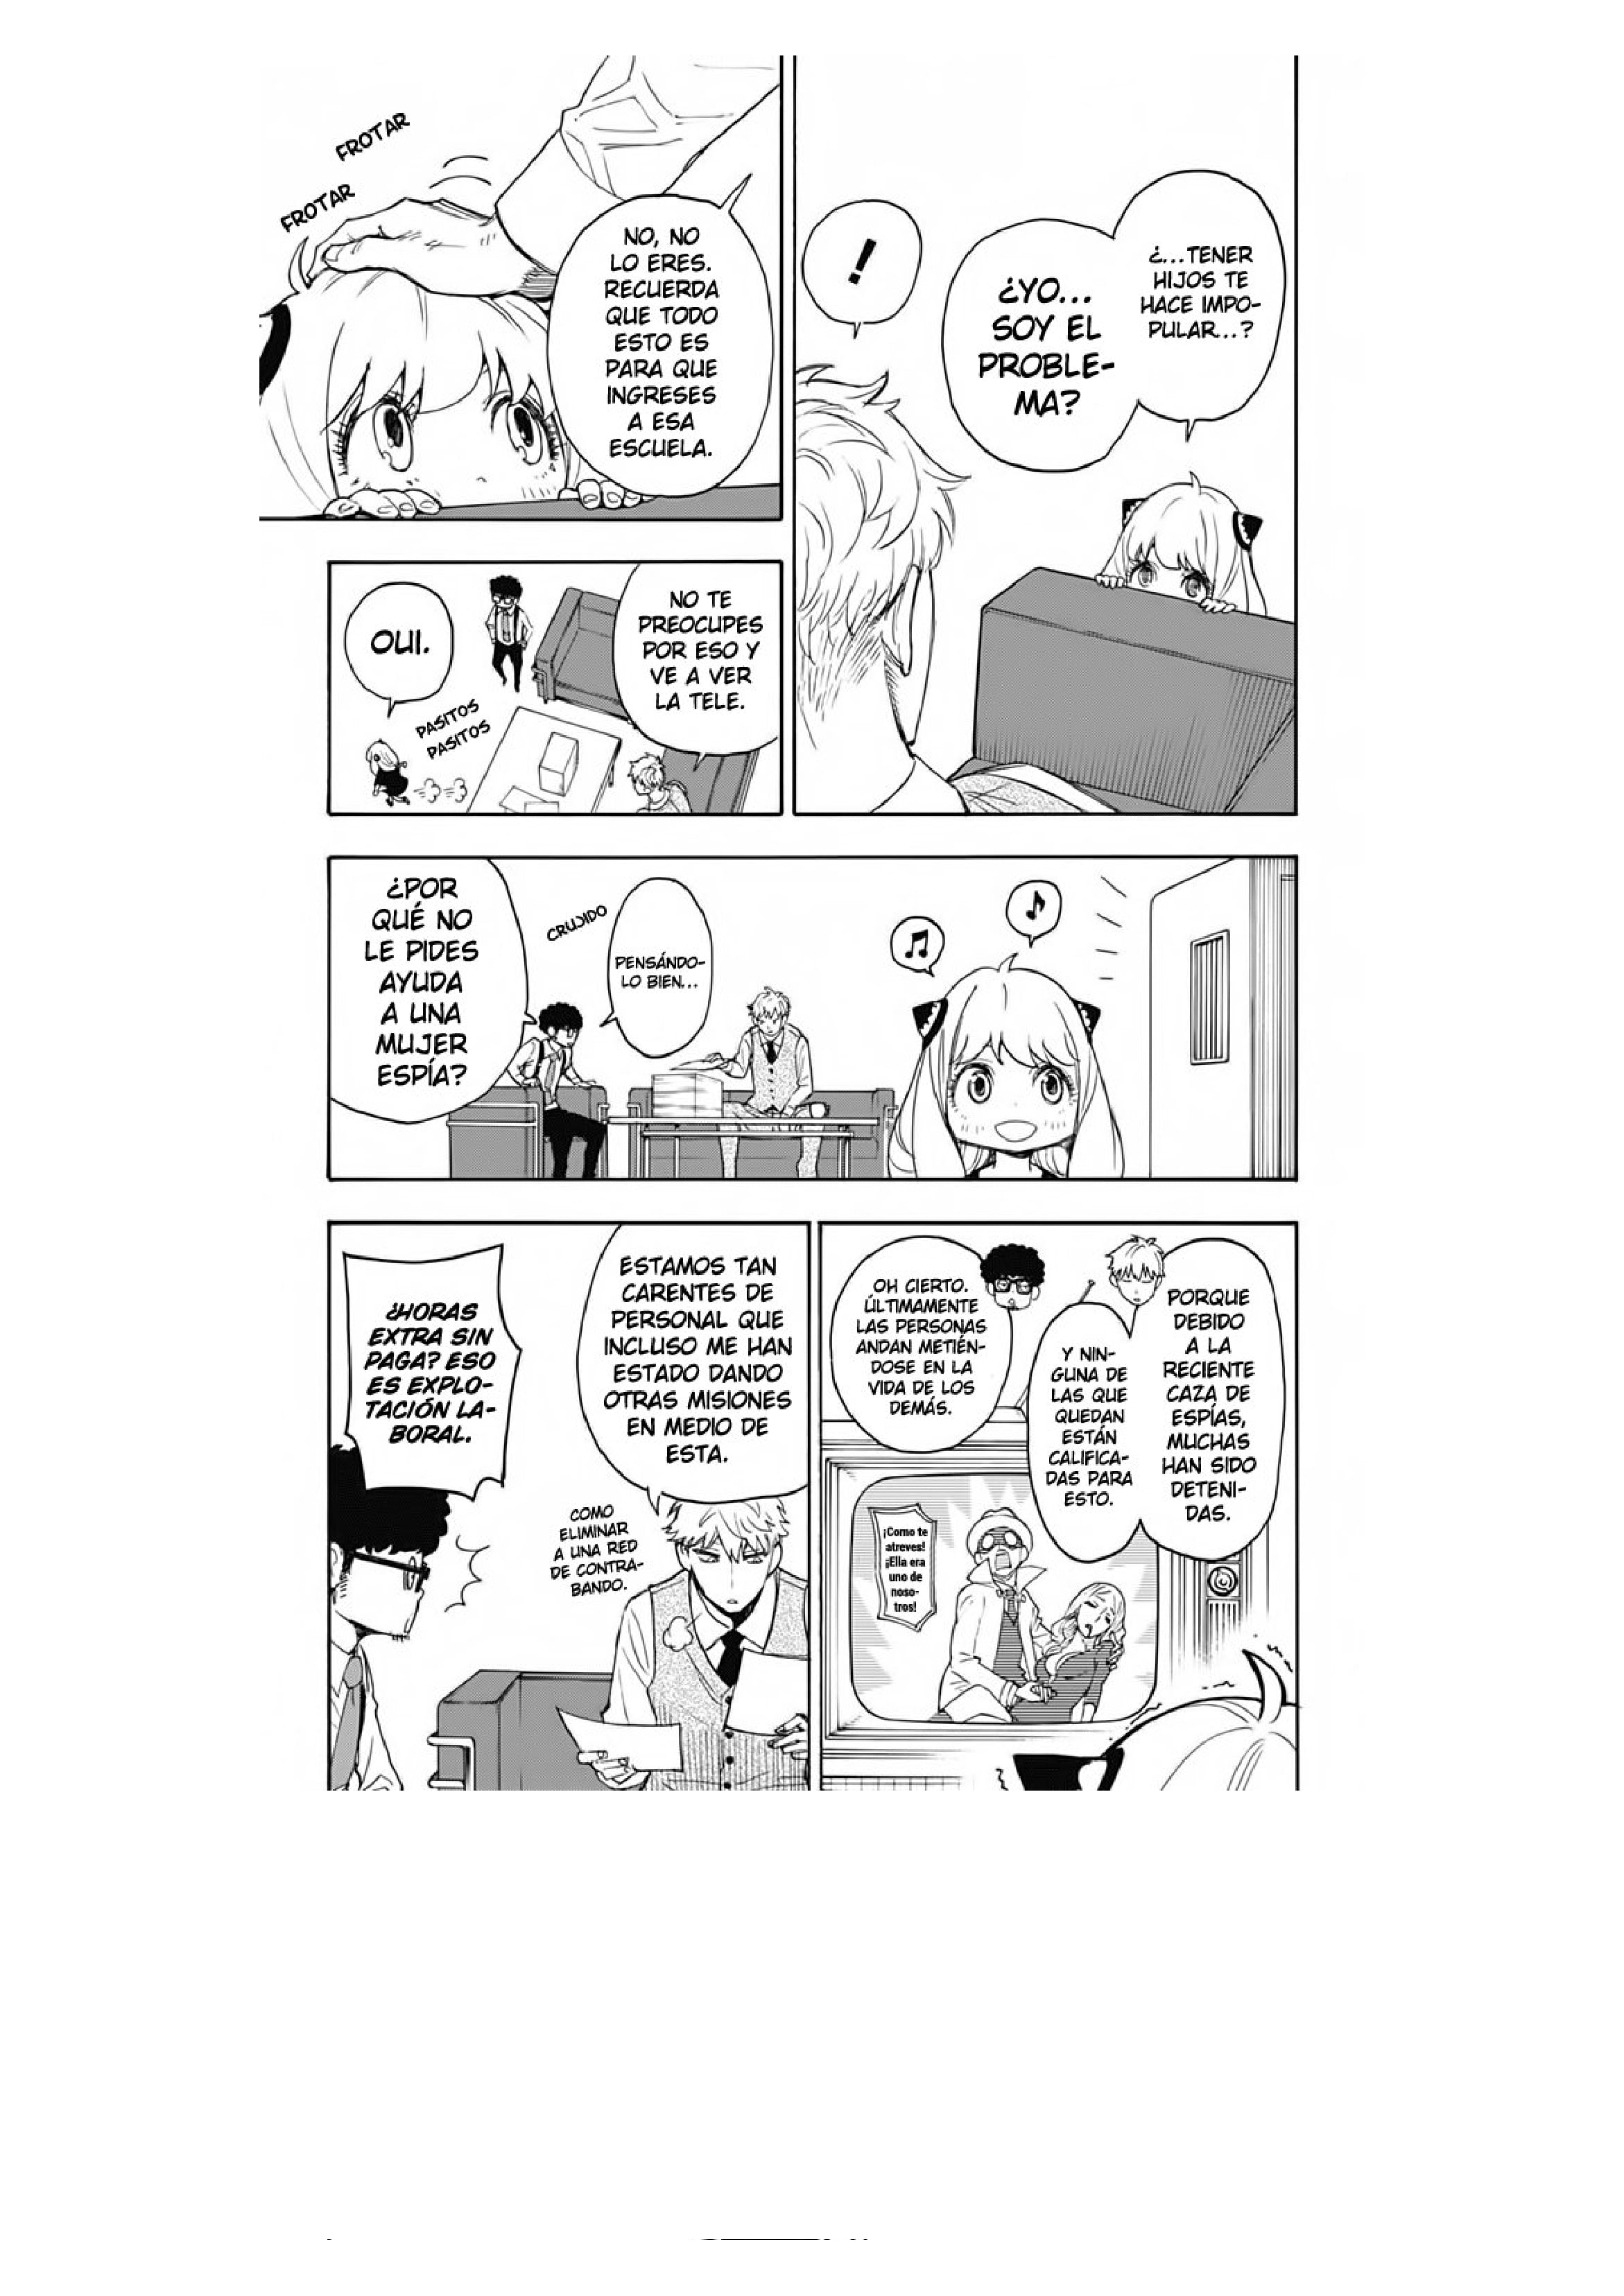 ¿...TENER
HIJOS TE
HACE IMPO-
PULAR...?
¿YO...
SOY EL
PROBLE-
MA?
!
NO, NO
LO ERES.
RECUERDA
QUE TODO
ESTO ES
PARA QUE
INGRESES
A ESA
ESCUELA.
FROTAR
FROTAR
NO TE
PREOCUPES
POR ESO Y
VE A VER
LA TELE.
OUI.
PASITOS
PASITOS
PENSÁNDO-
LO BIEN...
CRUJIDO
¿POR
QUÉ NO
LE PIDES
AYUDA
A UNA
MUJER
ESPÍA?
PORQUE
DEBIDO
A LA
RECIENTE
CAZA DE
ESPÍAS,
MUCHAS
HAN SIDO
DETENI-
DAS.
Y NIN-
GUNA DE
LAS QUE
QUEDAN
ESTÁN
CALIFICA-
DAS PARA
ESTO.
OH CIERTO.
ÚLTIMAMENTE
LAS PERSONAS
ANDAN METIÉN-
DOSE EN LA
VIDA DE LOS
DEMÁS.
¡Como te
atreves!
¡Ella era
uno de
noso-
tros!
ESTAMOS TAN
CARENTES DE
PERSONAL QUE
INCLUSO ME HAN
ESTADO DANDO
OTRAS MISIONES
EN MEDIO DE
ESTA.
COMO
ELIMINAR
A UNA RED
DE CONTRA-
BANDO.
¿HORAS
EXTRA SIN
PAGA? ESO
ES EXPLO-
TACIÓN LA-
BORAL.